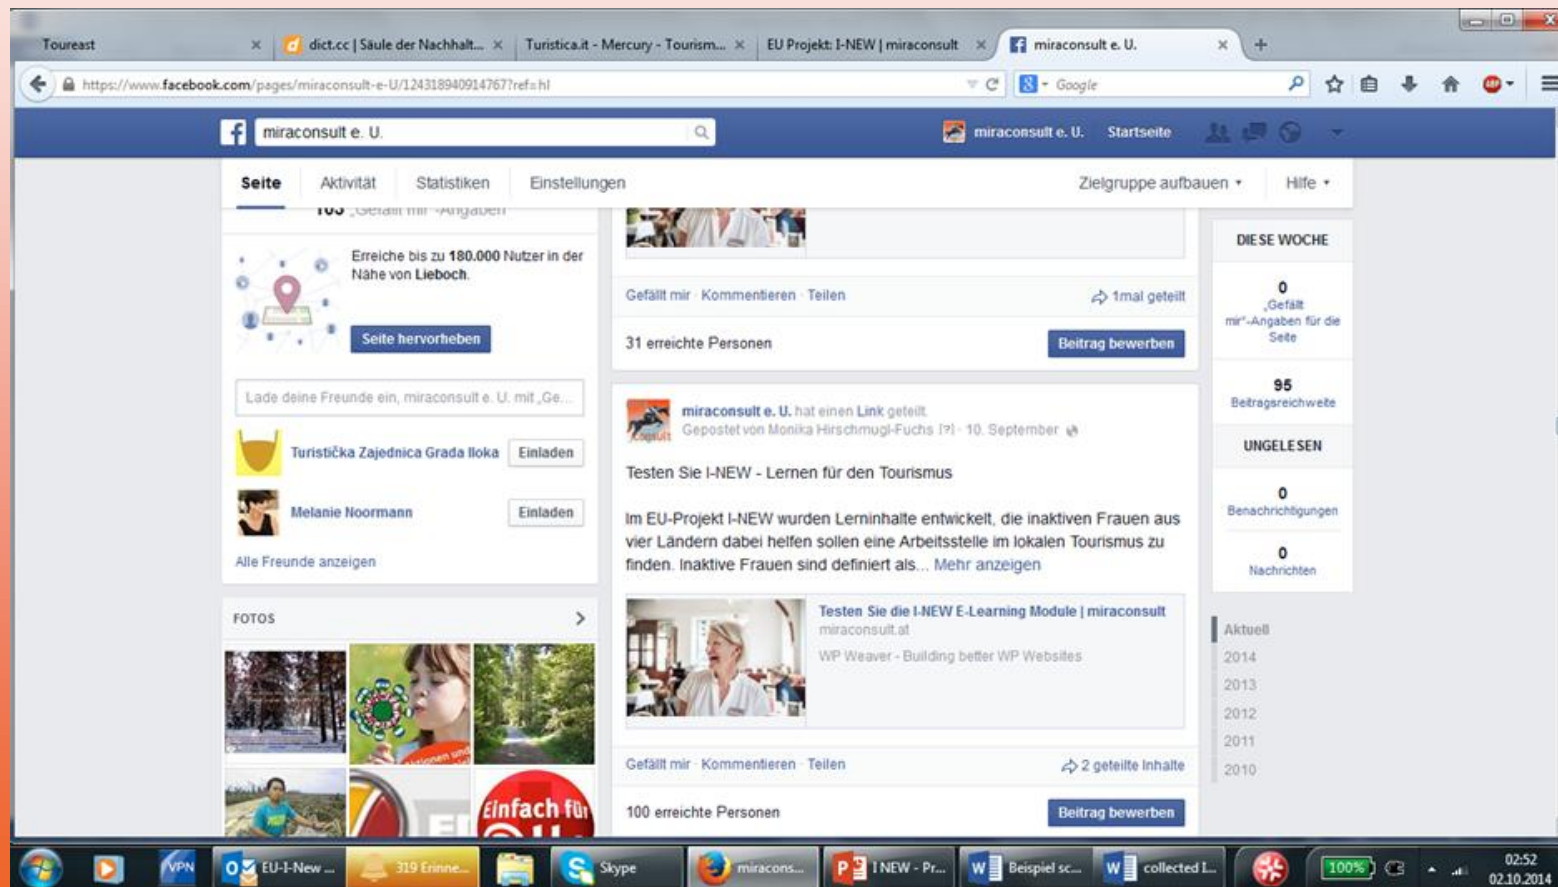 Toureast
dict.cc | Säule der Nachhalt...
Turistica.it - Mercury - Tourism...
EU Projekt: I-NEW | miraconsult
miraconsult e. U.
https://www.facebook.com/pages/miraconsult-e-U/124318940914767?ref=hl
Google
ABP
miraconsult e. U.
miraconsult e. U. Startseite
Seite Aktivität Statistiken Einstellungen
Zielgruppe aufbauen Hilfe
103 „Gefällt mir“-Angaben
Erreiche bis zu 180.000 Nutzer in der
Nähe von Lieboch.
Seite hervorheben
Lade deine Freunde ein, miraconsult e. U. mit „Ge...
Turistička Zajednica Grada Iloka Einladen
Melanie Noormann Einladen
Alle Freunde anzeigen
FOTOS
Einfach für
Gefällt mir · Kommentieren · Teilen
1mal geteilt
31 erreichte Personen
Beitrag bewerben
consult
miraconsult e. U. hat einen Link geteilt.
Gepostet von Monika Hirschmugl-Fuchs [?] · 10. September
Testen Sie I-NEW - Lernen für den Tourismus
Im EU-Projekt I-NEW wurden Lerninhalte entwickelt, die inaktiven Frauen aus
vier Ländern dabei helfen sollen eine Arbeitsstelle im lokalen Tourismus zu
finden. Inaktive Frauen sind definiert als... Mehr anzeigen
Testen Sie die I-NEW E-Learning Module | miraconsult
miraconsult.at
WP Weaver - Building better WP Websites
Gefällt mir · Kommentieren · Teilen
2 geteilte Inhalte
100 erreichte Personen
Beitrag bewerben
DIESE WOCHE
0
„Gefällt
mir“-Angaben für die
Seite
95
Beitragsreichweite
UNGELESEN
0
Benachrichtigungen
0
Nachrichten
Aktuell
2014
2013
2012
2011
2010
VPN
EU-I-New ...
319 Erinne...
Skype
miracons...
I NEW - Pr...
Beispiel sc...
collected I...
100%
02:52
02.10.2014